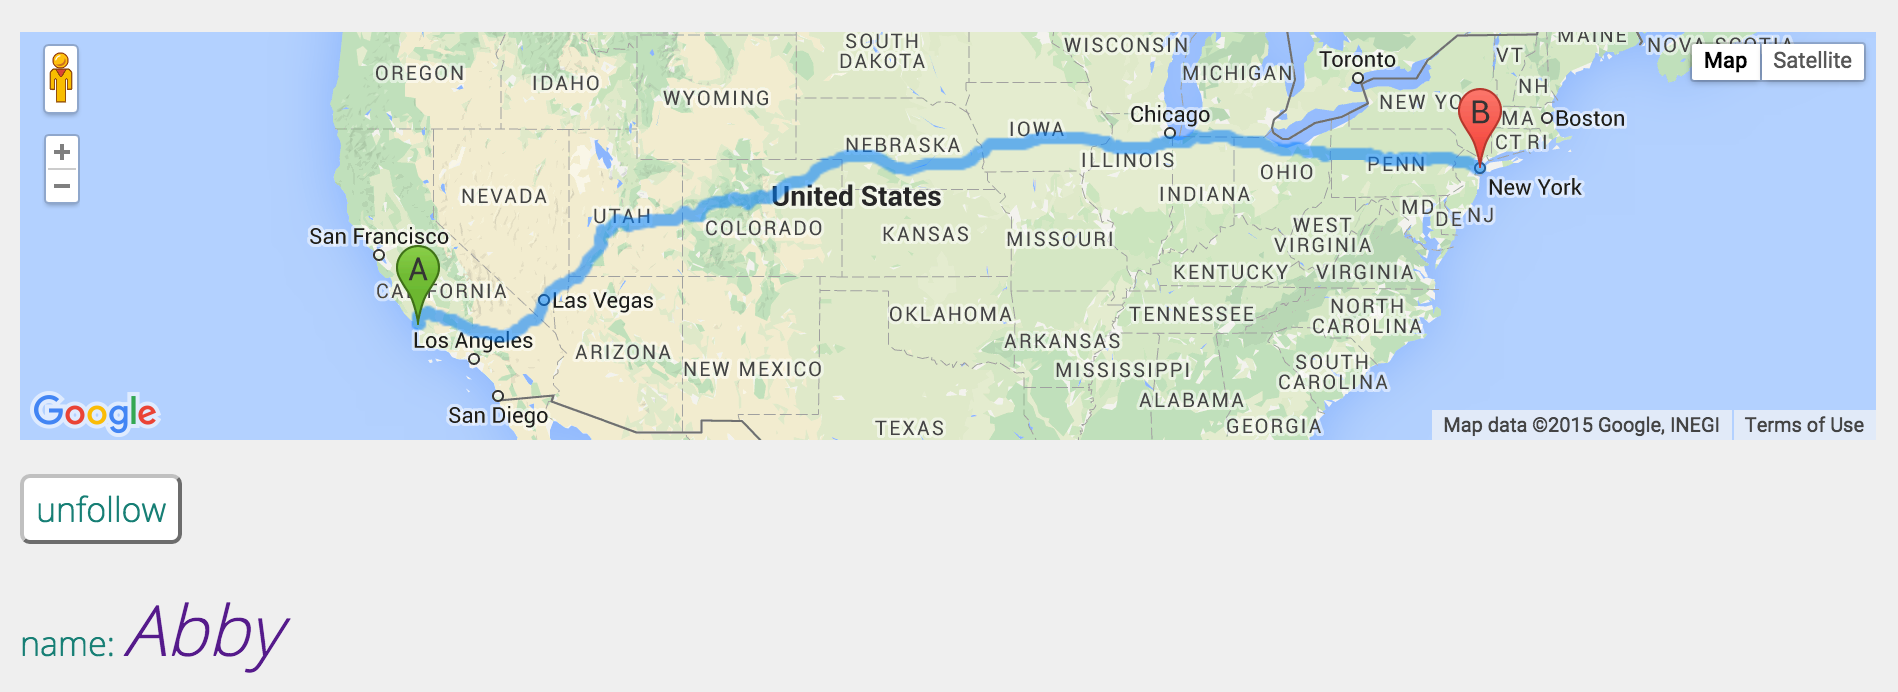 SOUTH
DAKOTA
WISCONSIN
MAINE
NOVA SCOTIA
Map
Satellite
OREGON
IDAHO
WYOMING
MICHIGAN
Toronto
VT
NH
NEW YO
B
MA
Boston
CT RI
Chicago
IOWA
NEBRASKA
ILLINOIS
OHIO
PENN
New York
NEVADA
United States
INDIANA
MD
DE
NJ
UTAH
COLORADO
KANSAS
MISSOURI
WEST
VIRGINIA
San Francisco
A
CALIFORNIA
KENTUCKY
VIRGINIA
Las Vegas
OKLAHOMA
TENNESSEE
NORTH
CAROLINA
Los Angeles
ARIZONA
NEW MEXICO
ARKANSAS
MISSISSIPPI
SOUTH
CAROLINA
ALABAMA
San Diego
TEXAS
GEORGIA
Google
Map data ©2015 Google, INEGI
Terms of Use
unfollow
name: Abby